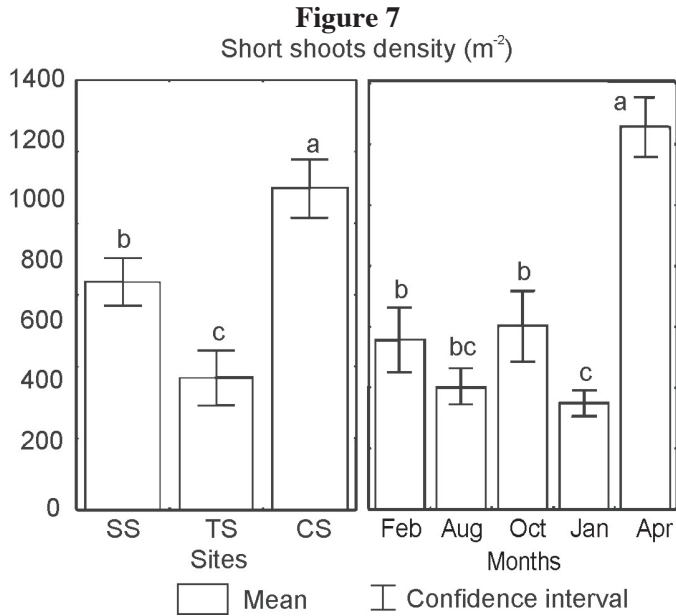 Figure 7
Short shoots density (m⁻²)
1400
1200
1000
800
600
400
200
0
b
c
a
b
bc
b
c
a
SS TS CS
Sites
Feb Aug Oct Jan Apr
Months
Mean
Confidence interval